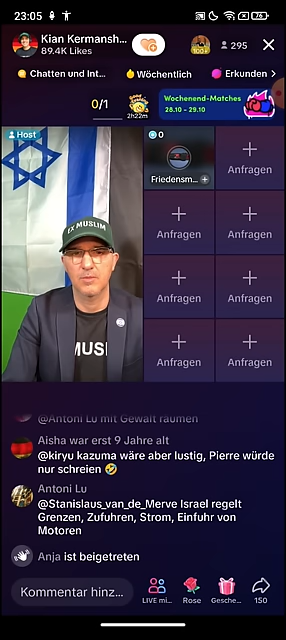 23:05
76
Kian Kermansh...
89.4K Likes
100+
295
Chatten und Int...
Wöchentlich
Erkunden
0/1
2h22m
Wochenend-Matches
28.10 - 29.10
Host
0
Friedensm...
Anfragen
Anfragen
Anfragen
Anfragen
Anfragen
Anfragen
Anfragen
EX MUSLIM
MUSI
@Antoni Lu mit Gewalt räumen
Aisha war erst 9 Jahre alt
@kiryu kazuma wäre aber lustig, Pierre würde
nur schreien 🤣
Antoni Lu
@Stanislaus_van_de_Merve Israel regelt
Grenzen, Zufuhren, Strom, Einfuhr von
Motoren
Anja ist beigetreten
Kommentar hinz...
LIVE mi...
Rose
Gesche...
150